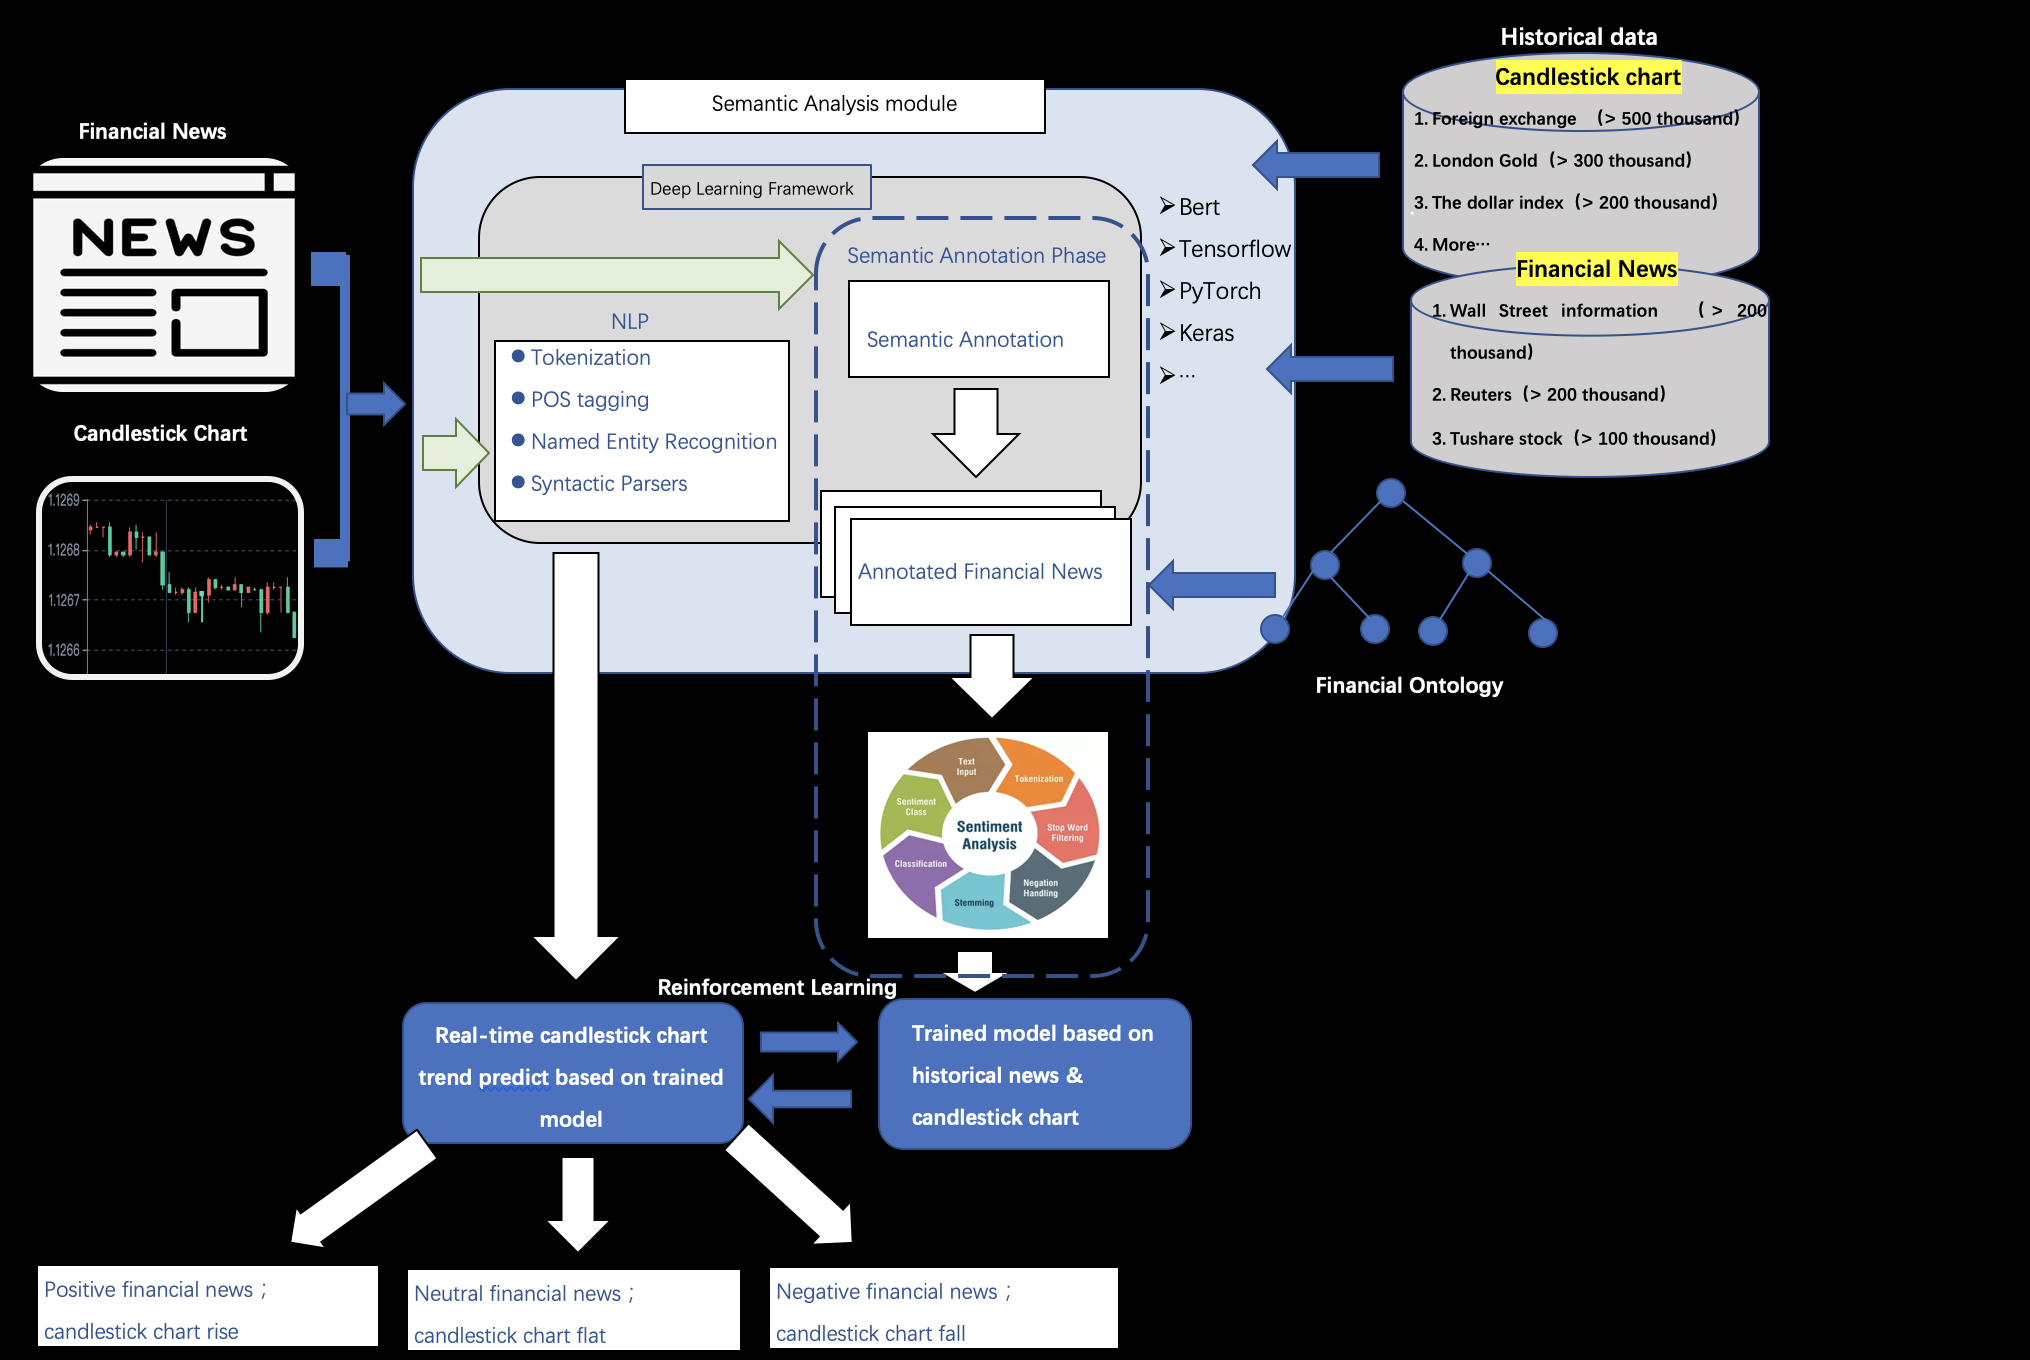 Historical data
Candlestick chart
1. Foreign exchange （> 500 thousand）
2. London Gold（> 300 thousand）
3. The dollar index（> 200 thousand）
4. More…
Financial News
1. Wall Street information （ > 200
thousand）
2. Reuters（> 200 thousand）
3. Tushare stock（> 100 thousand）
Financial Ontology
Semantic Analysis module
Deep Learning Framework
Financial News
NEWS
Candlestick Chart
1.1269
1.1268
1.1267
1.1266
NLP
Tokenization
POS tagging
Named Entity Recognition
Syntactic Parsers
Semantic Annotation Phase
Semantic Annotation
Annotated Financial News
Bert
Tensorflow
PyTorch
Keras
…
Text
Input
Tokenization
Stop Word
Filtering
Negation
Handling
Stemming
Classification
Sentiment
Class
Sentiment
Analysis
Reinforcement Learning
Real-time candlestick chart
trend predict based on trained
model
Trained model based on
historical news &
candlestick chart
Positive financial news；
candlestick chart rise
Neutral financial news；
candlestick chart flat
Negative financial news；
candlestick chart fall